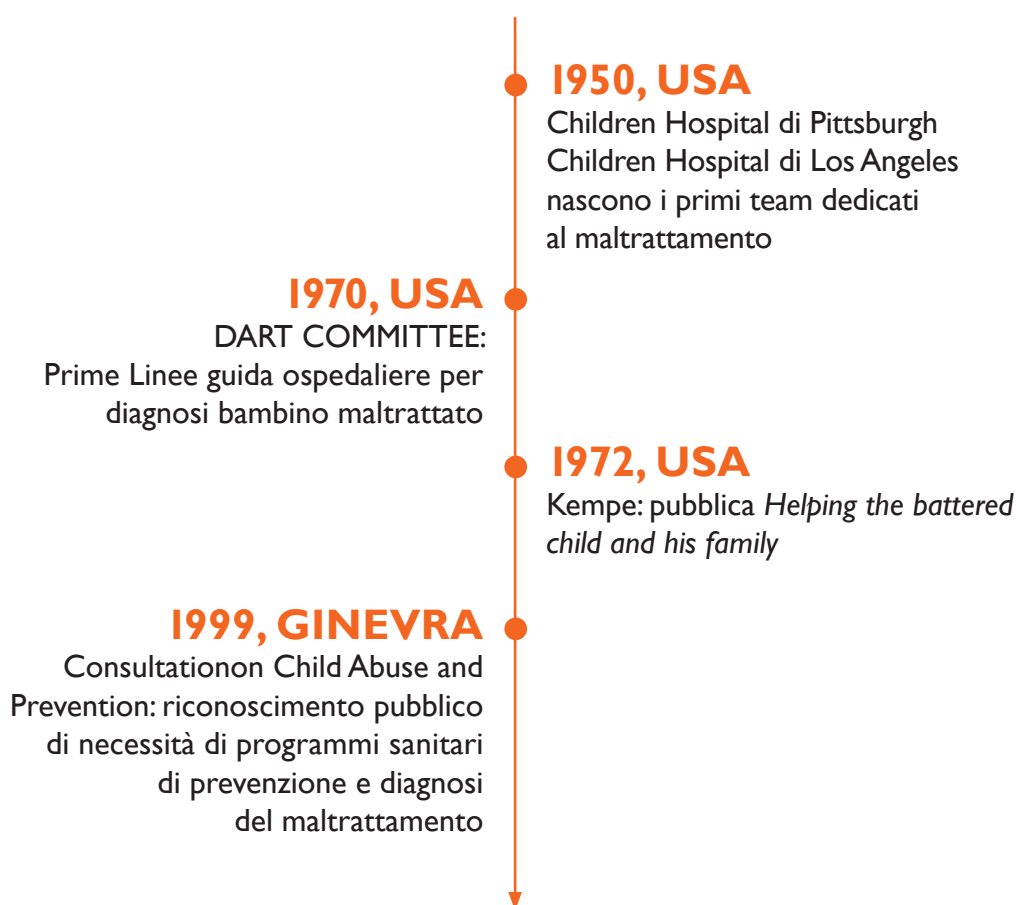 1950, USA
Children Hospital di Pittsburgh
Children Hospital di Los Angeles
nascono i primi team dedicati
al maltrattamento
1970, USA
DART COMMITTEE:
Prime Linee guida ospedaliere per
diagnosi bambino maltrattato
1972, USA
Kempe: pubblica Helping the battered
child and his family
1999, GINEVRA
Consultationon Child Abuse and
Prevention: riconoscimento pubblico
di necessità di programmi sanitari
di prevenzione e diagnosi
del maltrattamento